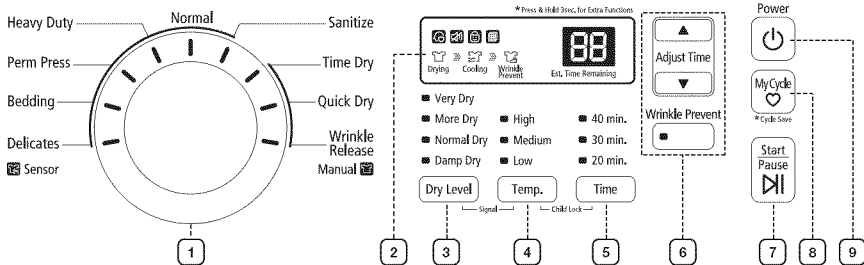 Normal
Heavy Duty
Sanitize
Perm Press
Time Dry
Bedding
Quick Dry
Delicates
Wrinkle
Release
Sensor
Manual
* Press & Hold 3sec. for Extra Functions
88
Drying
Cooling
Wrinkle
Prevent
Est. Time Remaining
Very Dry
More Dry
High
40 min.
Normal Dry
Medium
30 min.
Damp Dry
Low
20 min.
Dry Level
Temp.
Time
Signal
Child Lock
Adjust Time
Wrinkle Prevent
Power
My Cycle
* Cycle Save
Start
Pause
1
2
3
4
5
6
7
8
9